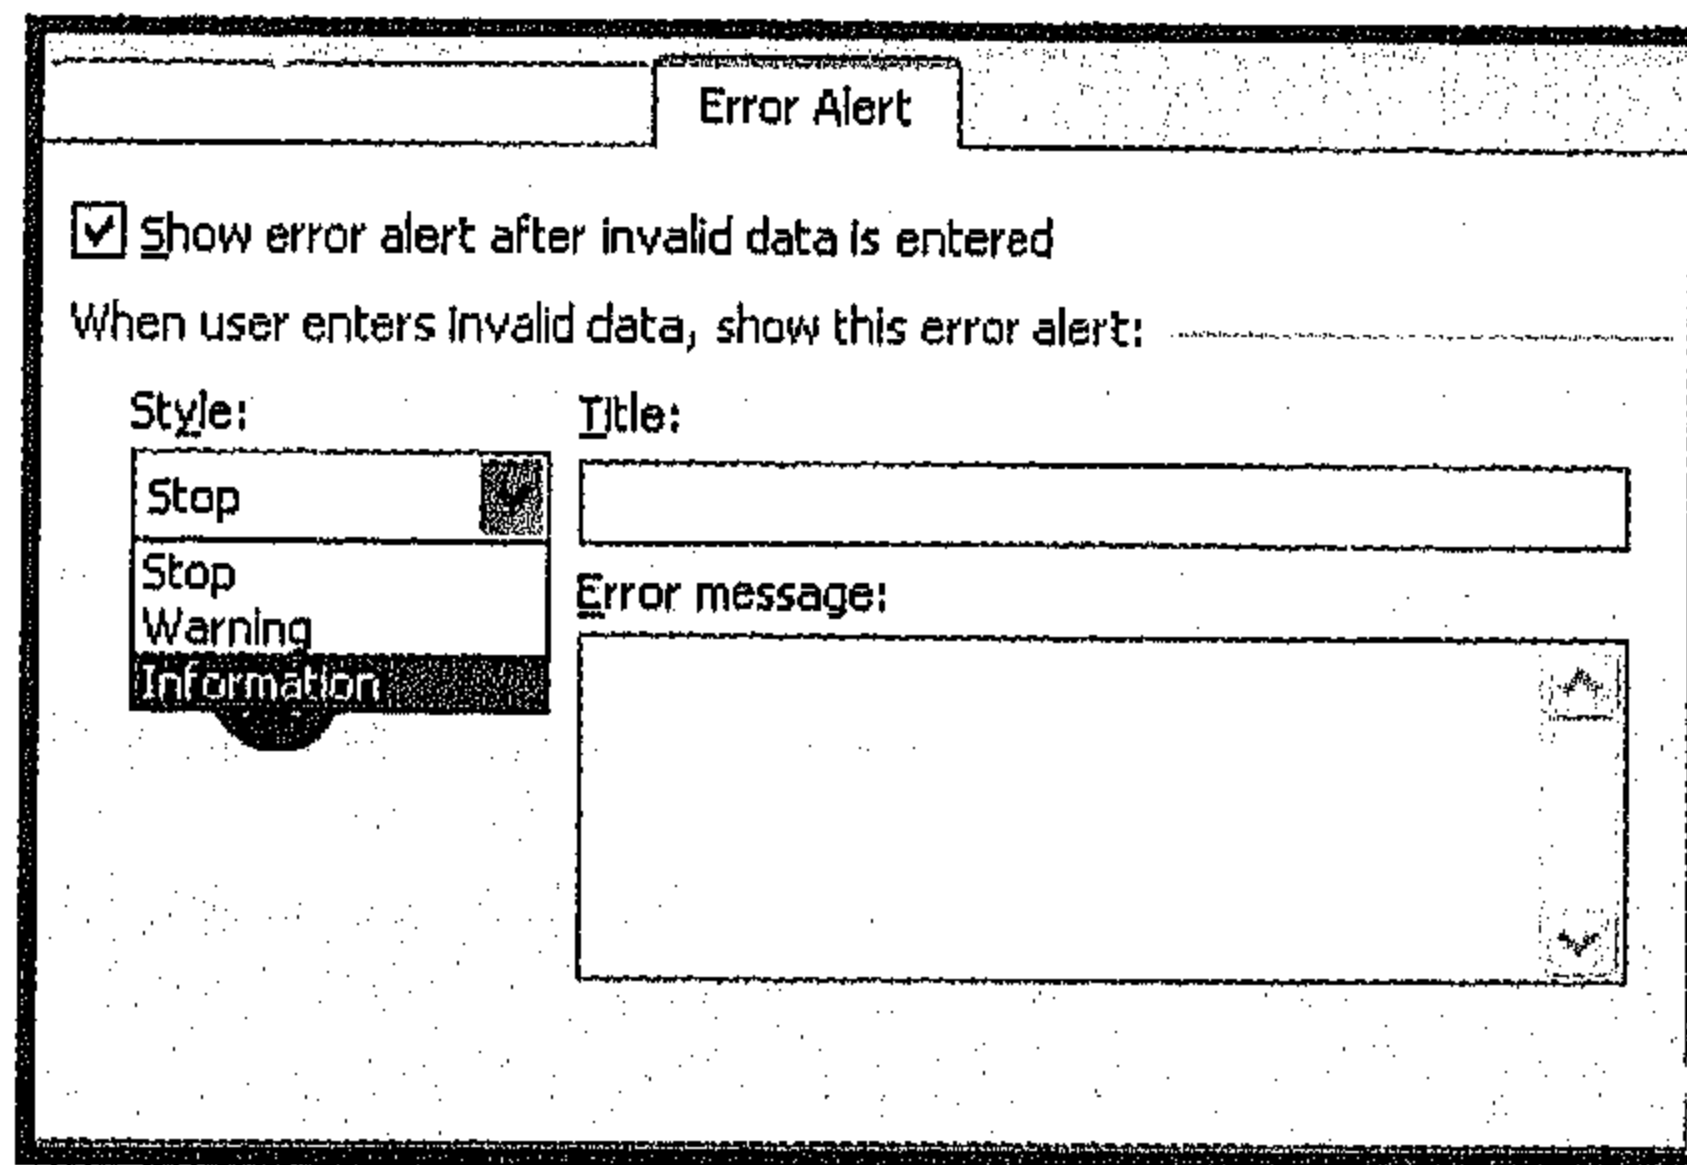 Error Alert
Show error alert after invalid data is entered
When user enters invalid data, show this error alert:
Style:
Title:
Stop
Stop
Warning
Information
Error message: